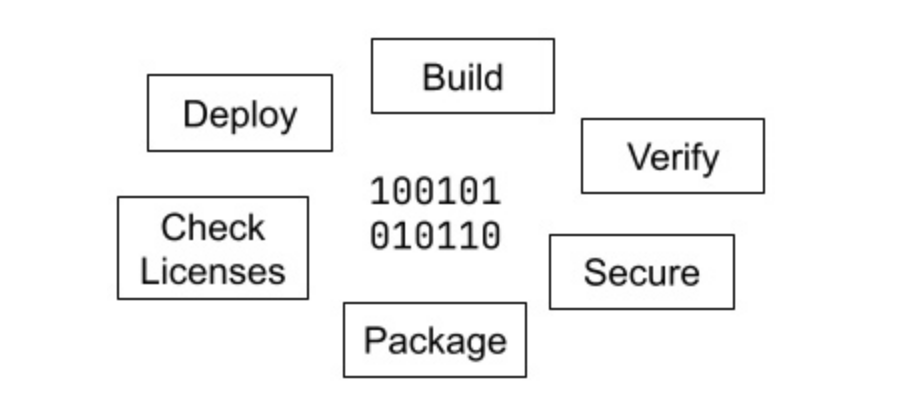 Build
Deploy
Verify
100101
010110
Check
Licenses
Secure
Package